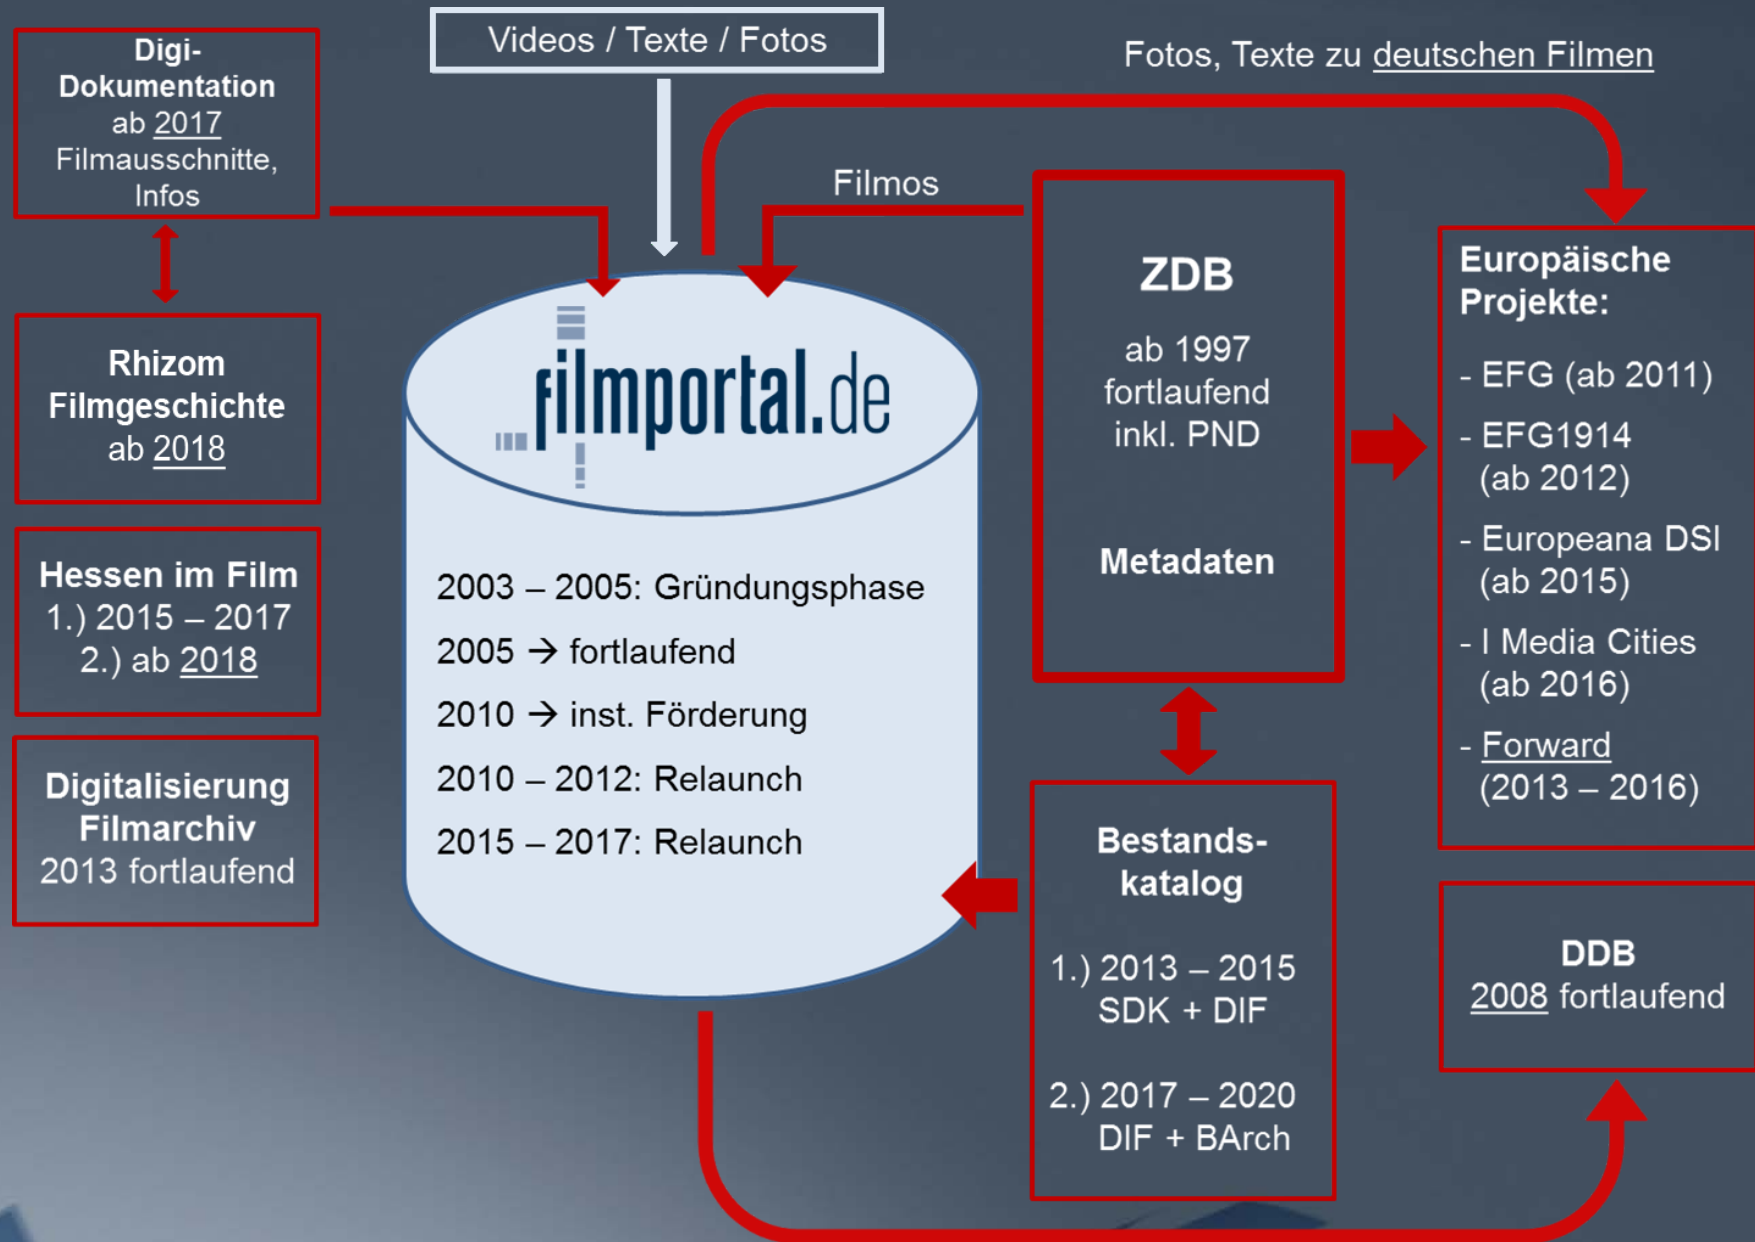 Digi-
Dokumentation
ab 2017
Filmausschnitte,
Infos
Rhizom
Filmgeschichte
ab 2018
Hessen im Film
1.) 2015 – 2017
2.) ab 2018
Digitalisierung
Filmarchiv
2013 fortlaufend
Videos / Texte / Fotos
Filmos
filmportal.de
2003 – 2005: Gründungsphase
2005 → fortlaufend
2010 → inst. Förderung
2010 – 2012: Relaunch
2015 – 2017: Relaunch
ZDB
ab 1997
fortlaufend
inkl. PND
Metadaten
Bestands-
katalog
1.) 2013 – 2015
SDK + DIF
2.) 2017 – 2020
DIF + BArch
Fotos, Texte zu deutschen Filmen
Europäische
Projekte:
- EFG (ab 2011)
- EFG1914
(ab 2012)
- Europeana DSI
(ab 2015)
- I Media Cities
(ab 2016)
- Forward
(2013 – 2016)
DDB
2008 fortlaufend